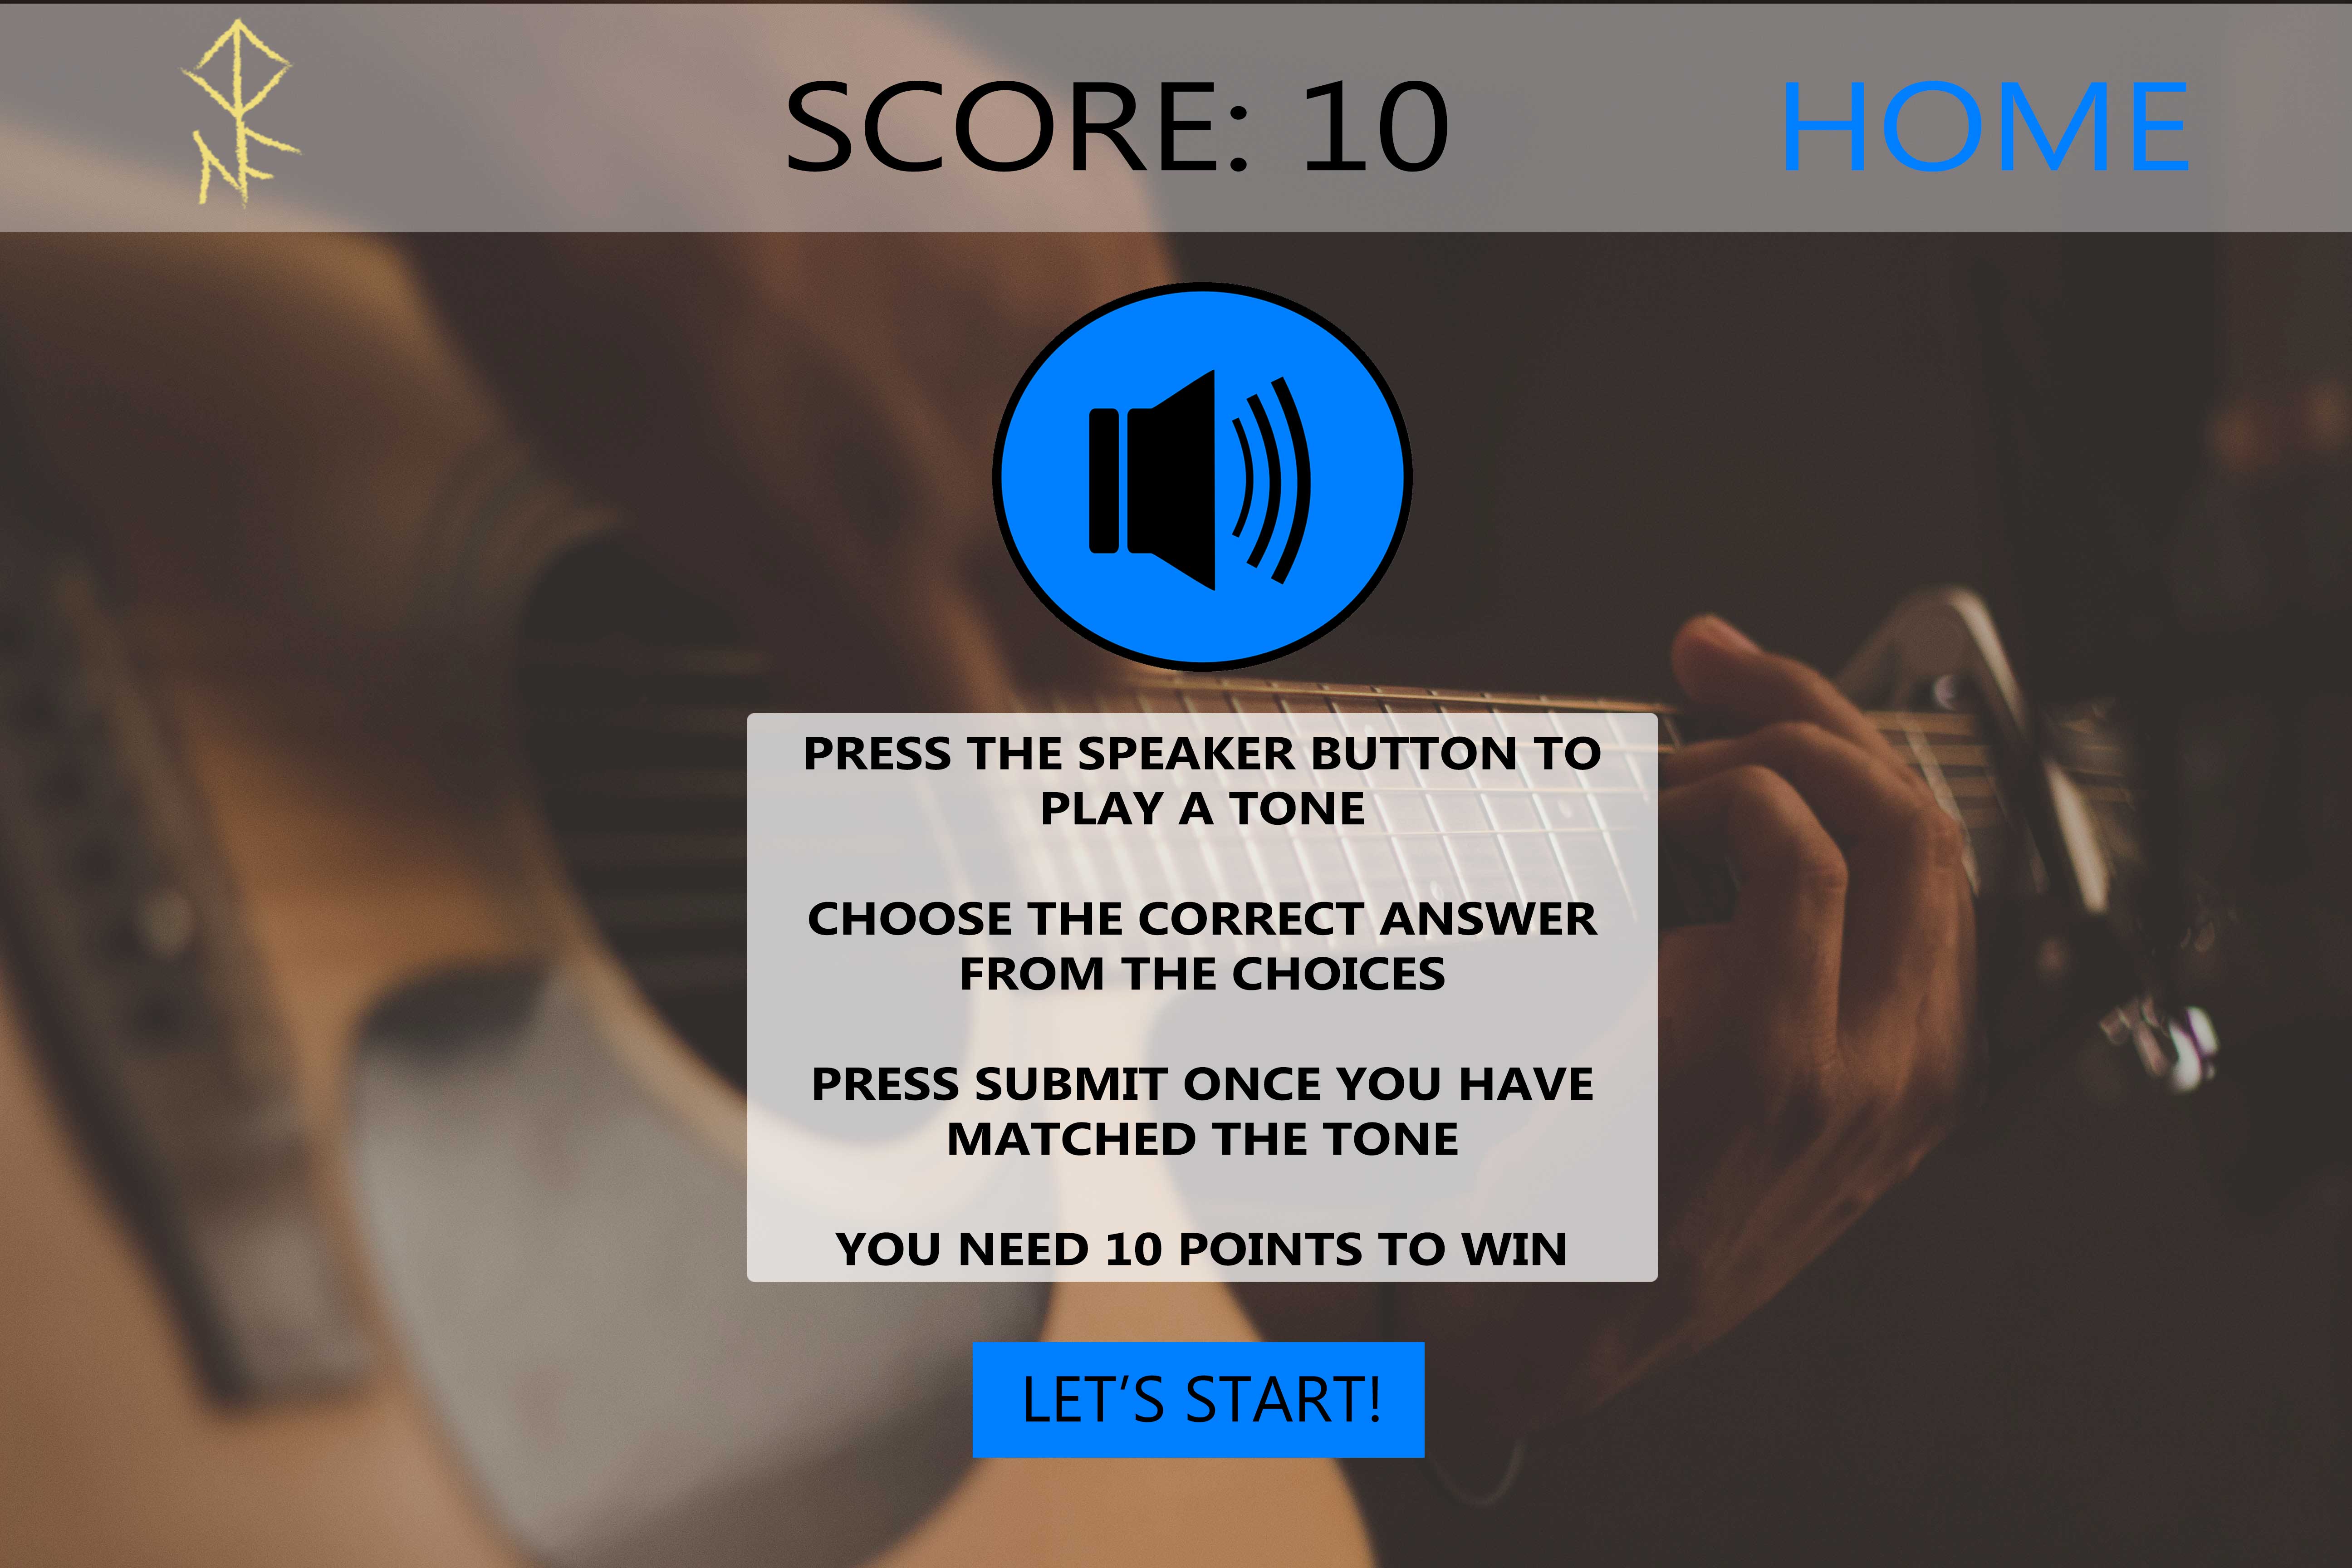 SCORE: 10
HOME
PRESS THE SPEAKER BUTTON TO
PLAY A TONE
CHOOSE THE CORRECT ANSWER
FROM THE CHOICES
PRESS SUBMIT ONCE YOU HAVE
MATCHED THE TONE
YOU NEED 10 POINTS TO WIN
LET'S START!